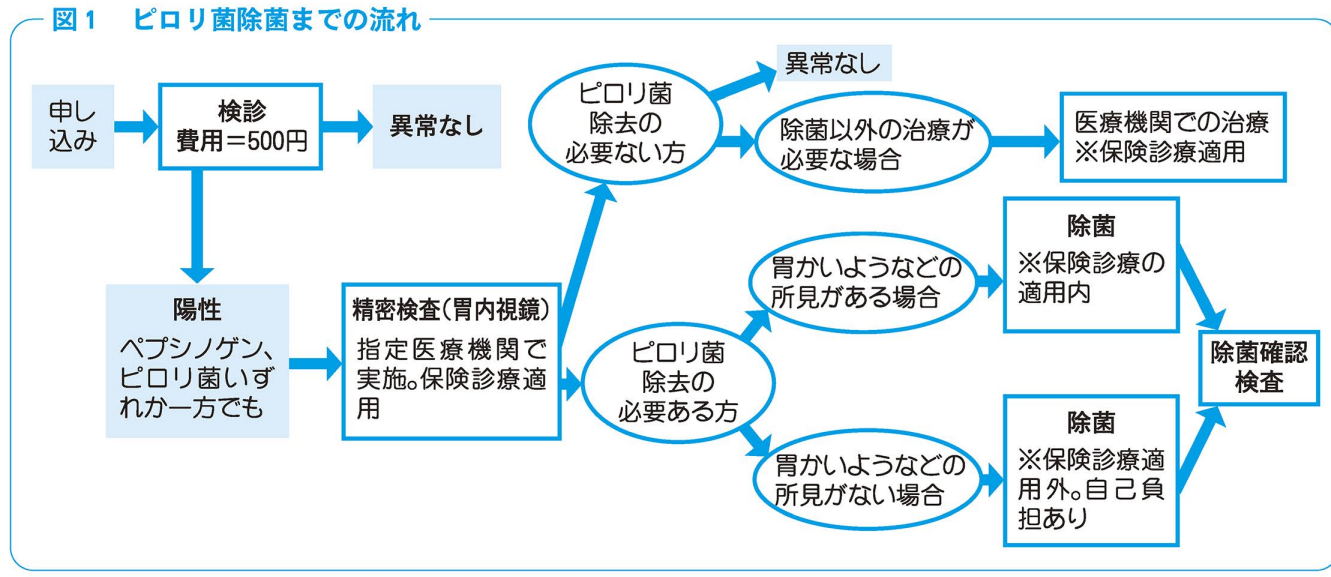 図1 ピロリ菌除菌までの流れ
申し
込み
検診
費用＝500円
異常なし
陽性
ペプシノゲン、
ピロリ菌いず
れか一方でも
精密検査(胃内視鏡)
指定医療機関で
実施。保険診療適
用
ピロリ菌
除去の
必要ない方
異常なし
除菌以外の治療が
必要な場合
医療機関での治療
※保険診療適用
ピロリ菌
除去の
必要ある方
胃かいようなどの
所見がある場合
除菌
※保険診療の
適用内
胃かいようなどの
所見がない場合
除菌
※保険診療適
用外。自己負
担あり
除菌確認
検査